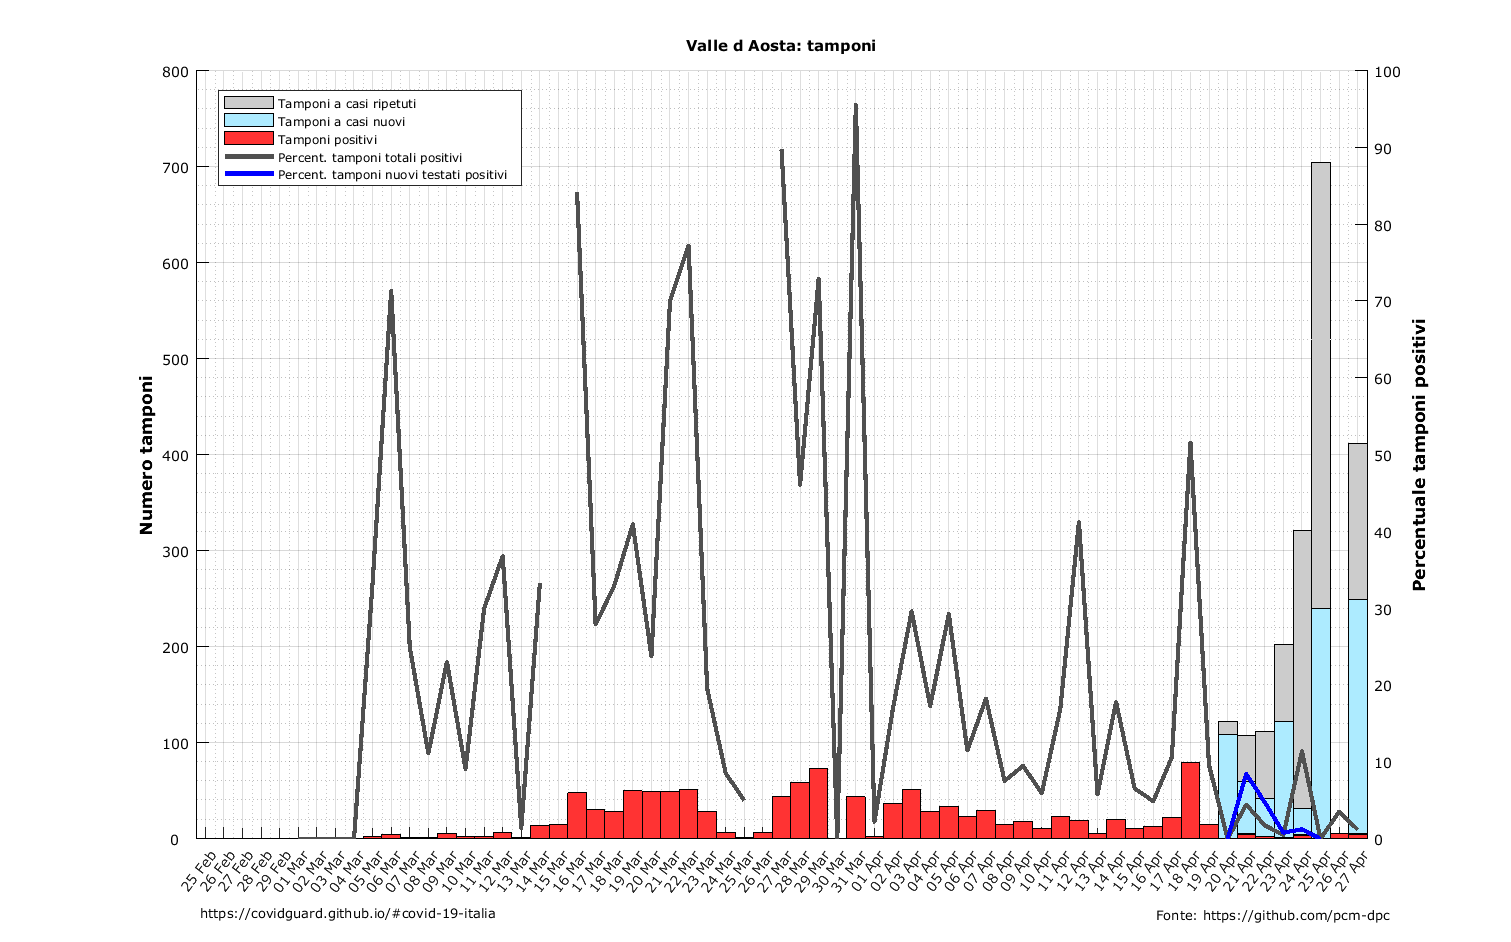 Valle d Aosta: tamponi
Tamponi a casi ripetuti
Tamponi a casi nuovi
Tamponi positivi
Percent. tamponi totali positivi
Percent. tamponi nuovi testati positivi
Numero tamponi
800
700
600
500
400
300
200
100
0
Percentuale tamponi positivi
100
90
80
70
60
50
40
30
20
10
0
25 Feb
26 Feb
27 Feb
28 Feb
29 Feb
01 Mar
02 Mar
03 Mar
04 Mar
05 Mar
06 Mar
07 Mar
08 Mar
09 Mar
10 Mar
11 Mar
12 Mar
13 Mar
14 Mar
15 Mar
16 Mar
17 Mar
18 Mar
19 Mar
20 Mar
21 Mar
22 Mar
23 Mar
24 Mar
25 Mar
26 Mar
27 Mar
28 Mar
29 Mar
30 Mar
31 Mar
01 Apr
02 Apr
03 Apr
04 Apr
05 Apr
06 Apr
07 Apr
08 Apr
09 Apr
10 Apr
11 Apr
12 Apr
13 Apr
14 Apr
15 Apr
16 Apr
17 Apr
18 Apr
19 Apr
20 Apr
21 Apr
22 Apr
23 Apr
24 Apr
25 Apr
26 Apr
27 Apr
https://covidguard.github.io/#covid-19-italia
Fonte: https://github.com/pcm-dpc